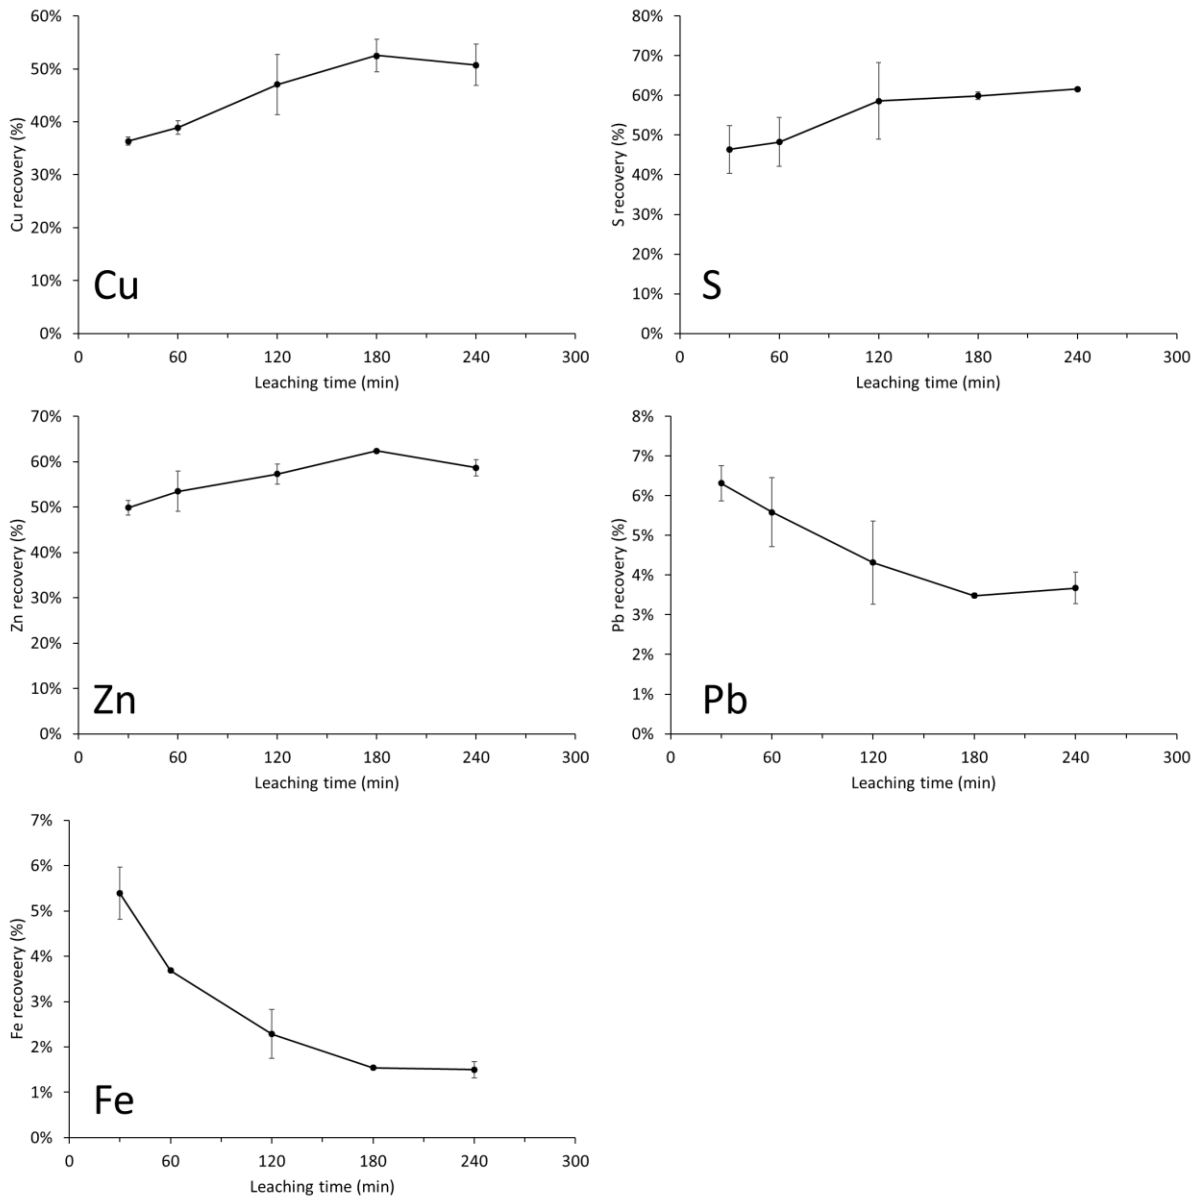 60%
50%
40%
30%
20%
10%
0%
Cu recovery (%)
Cu
0 60 120 180 240 300
Leaching time (min)
80%
70%
60%
50%
40%
30%
20%
10%
0%
S recovery (%)
S
0 60 120 180 240 300
Leaching time (min)
70%
60%
50%
40%
30%
20%
10%
0%
Zn recovery (%)
Zn
0 60 120 180 240 300
Leaching time (min)
8%
7%
6%
5%
4%
3%
2%
1%
0%
Pb recovery (%)
Pb
0 60 120 180 240 300
Leaching time (min)
7%
6%
5%
4%
3%
2%
1%
0%
Fe recoveery (%)
Fe
0 60 120 180 240 300
Leaching time (min)